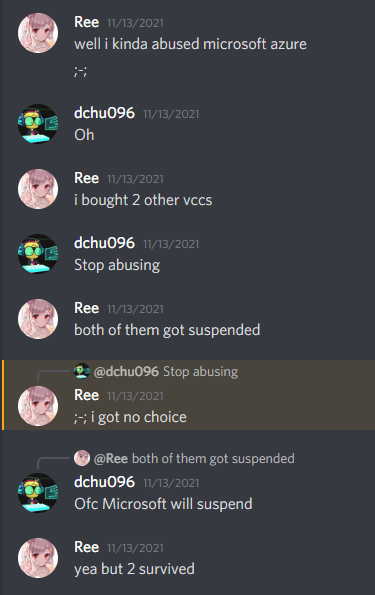 Ree 11/13/2021
well i kinda abused microsoft azure
;-;
dchu096 11/13/2021
Oh
Ree 11/13/2021
i bought 2 other vccs
dchu096 11/13/2021
Stop abusing
Ree 11/13/2021
both of them got suspended
@dchu096 Stop abusing
Ree 11/13/2021
;-; i got no choice
@Ree both of them got suspended
dchu096 11/13/2021
Ofc Microsoft will suspend
Ree 11/13/2021
yea but 2 survived